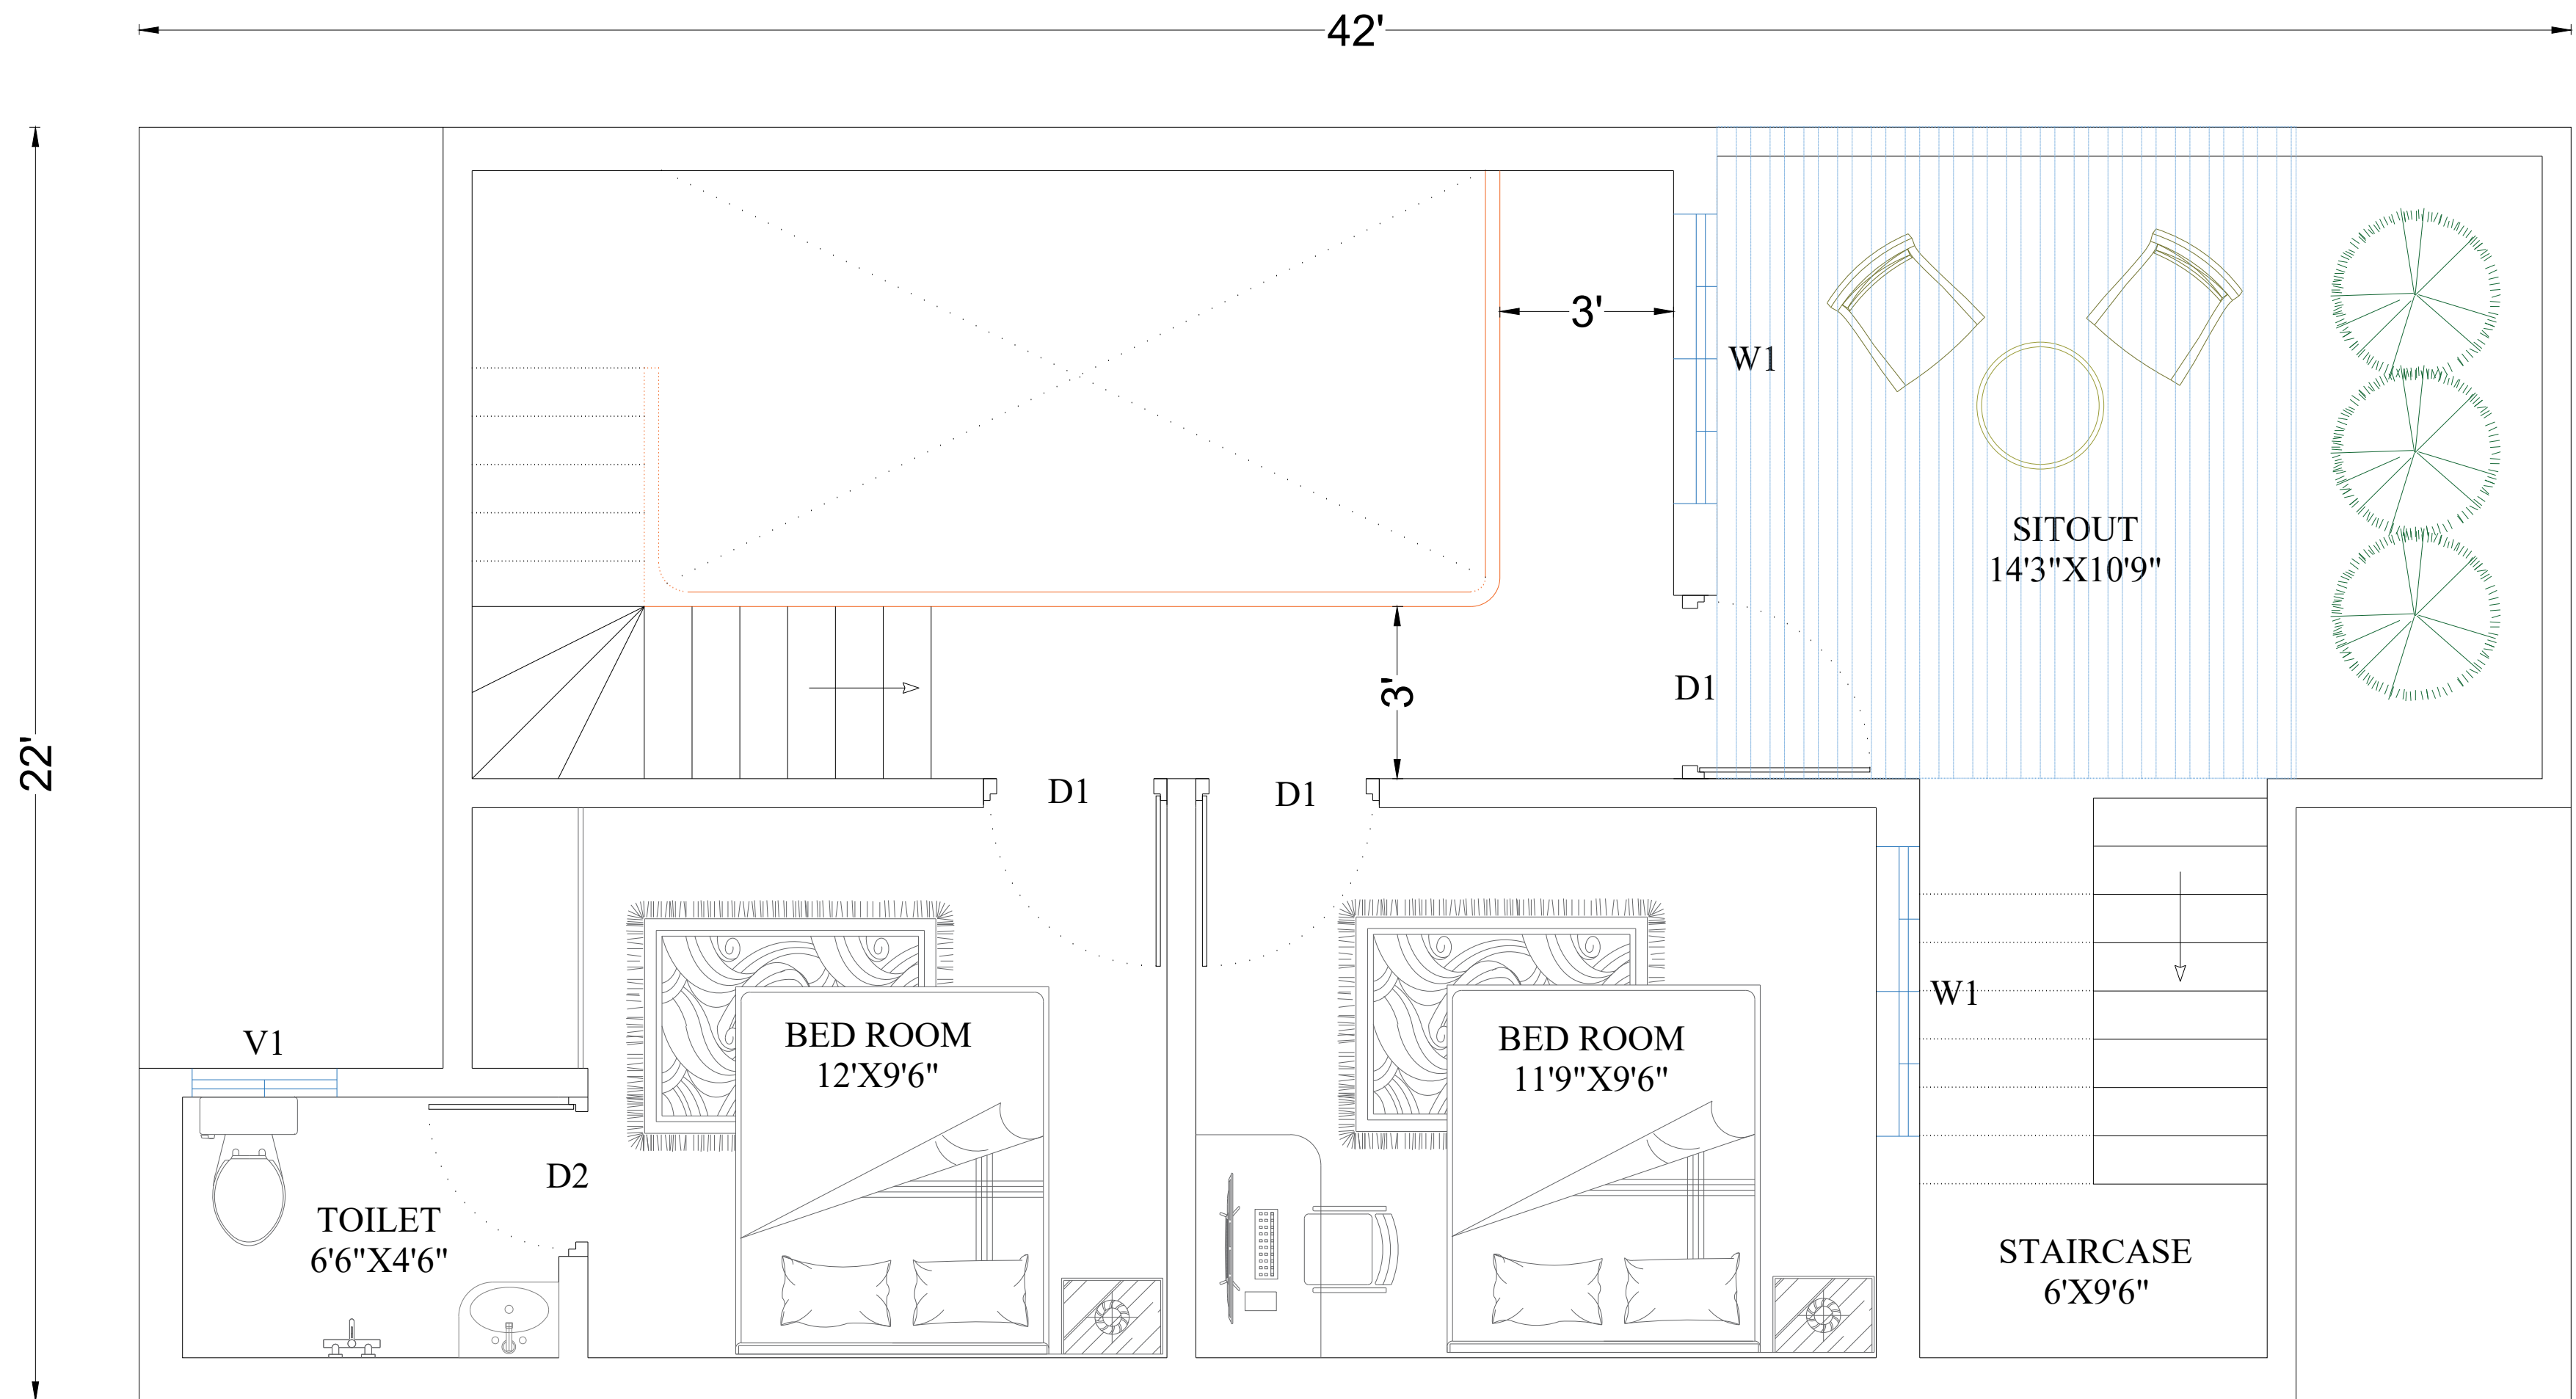 42'
22'
3'
W1
SITOUT
14'3"X10'9"
3'
D1
D1
D1
V1
BED ROOM
12'X9'6"
BED ROOM
11'9"X9'6"
W1
D2
TOILET
6'6"X4'6"
STAIRCASE
6'X9'6"